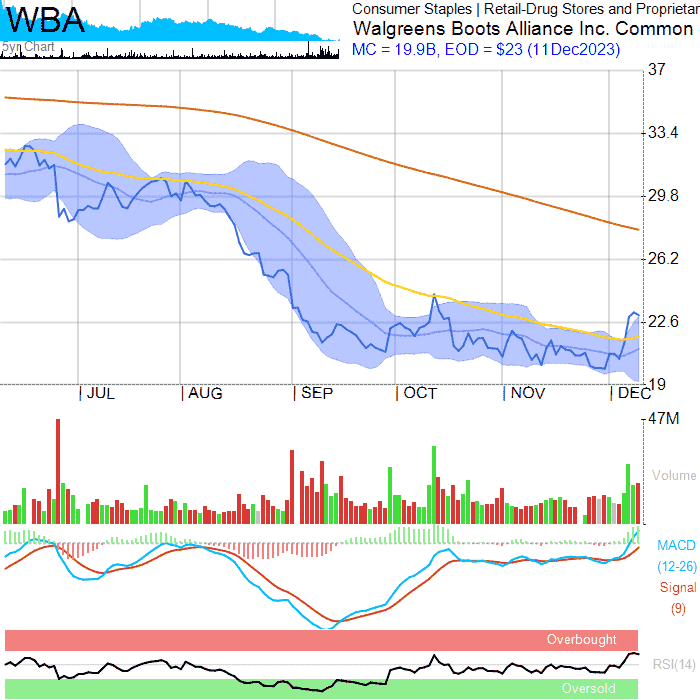 WBA
5yr Chart
Consumer Staples | Retail-Drug Stores and Proprietar
Walgreens Boots Alliance Inc. Common
MC = 19.9B, EOD = $23 (11Dec2023)
37
33.4
29.8
26.2
22.6
19
JUL AUG SEP OCT NOV DEC
47M
Volume
MACD
(12-26)
Signal
(9)
Overbought
RSI(14)
Oversold